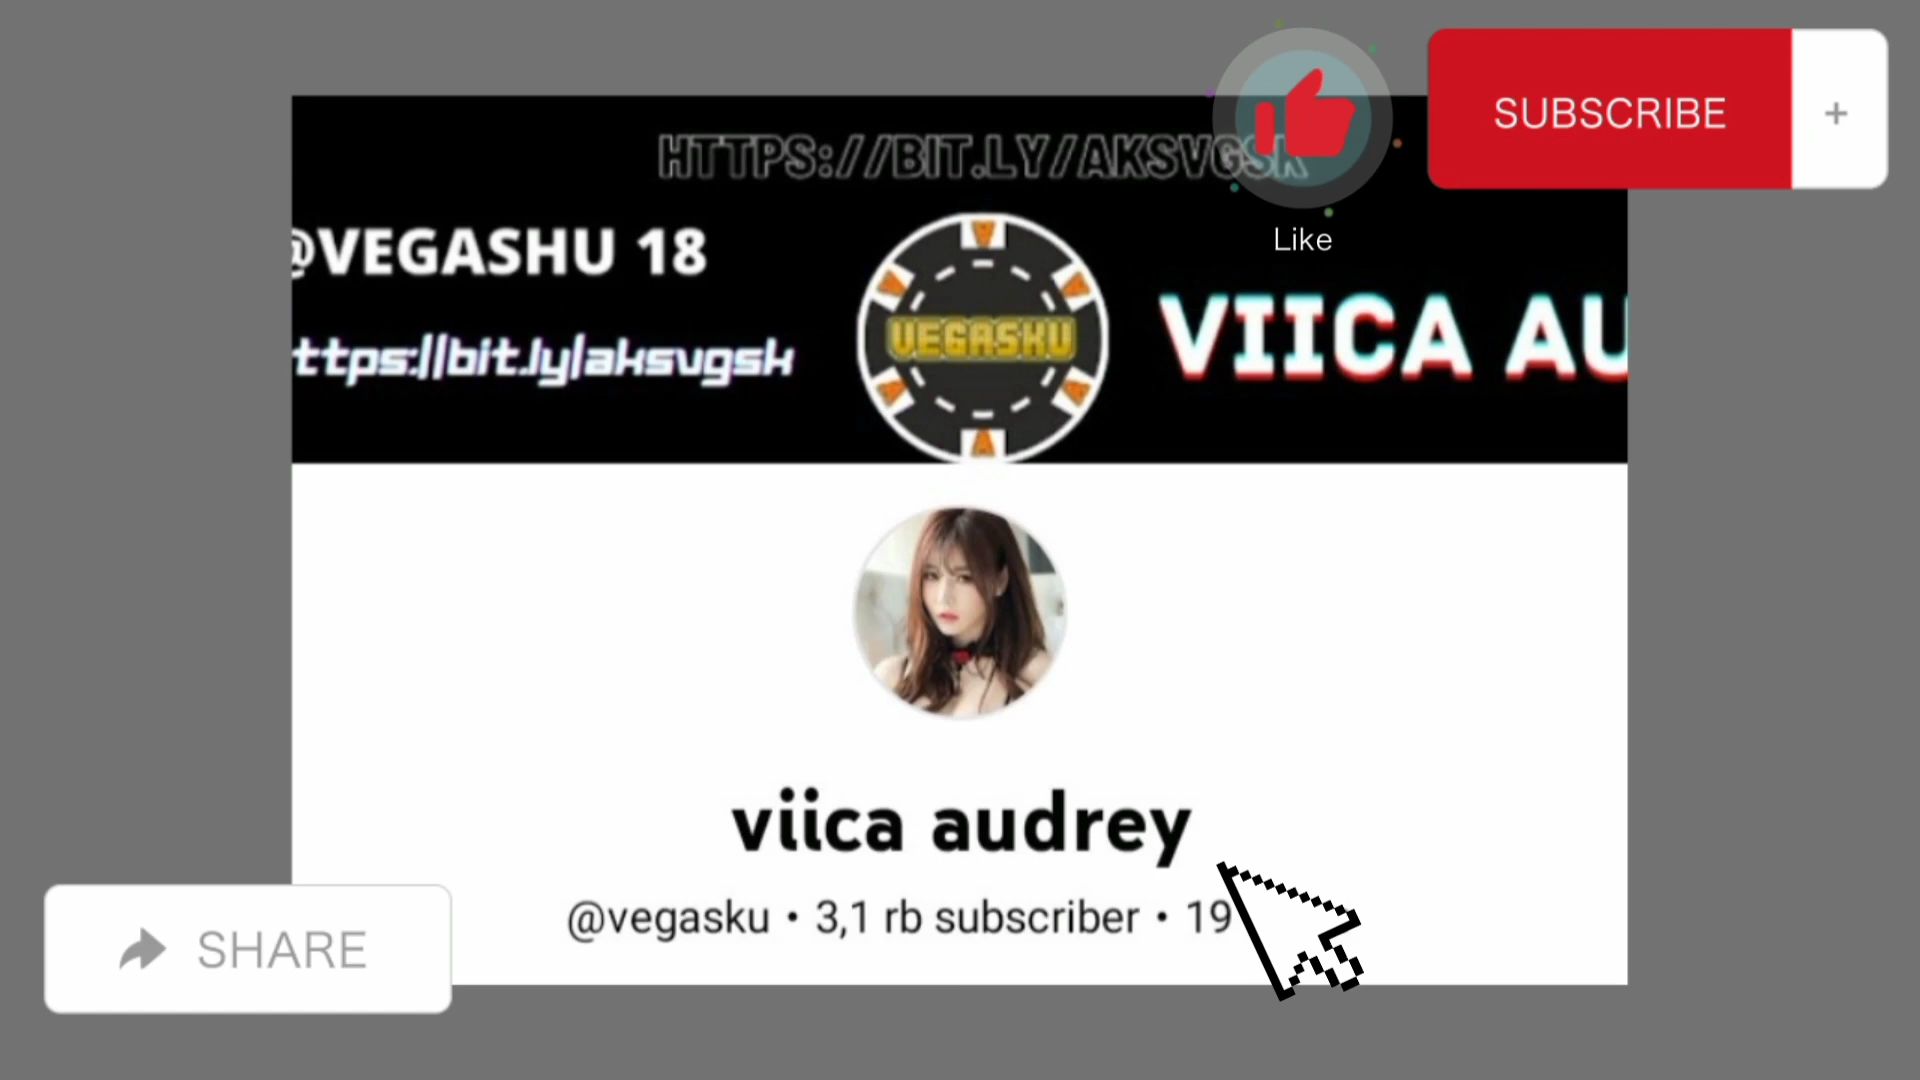 HTTPS://BIT.LY/AKSVGSK
SUBSCRIBE +
@VEGASHU 18
Like
ttps://bit.ly/aksvgsk
VEGASKU
VIICA AU
viica audrey
@vegasku • 3,1 rb subscriber • 19
SHARE